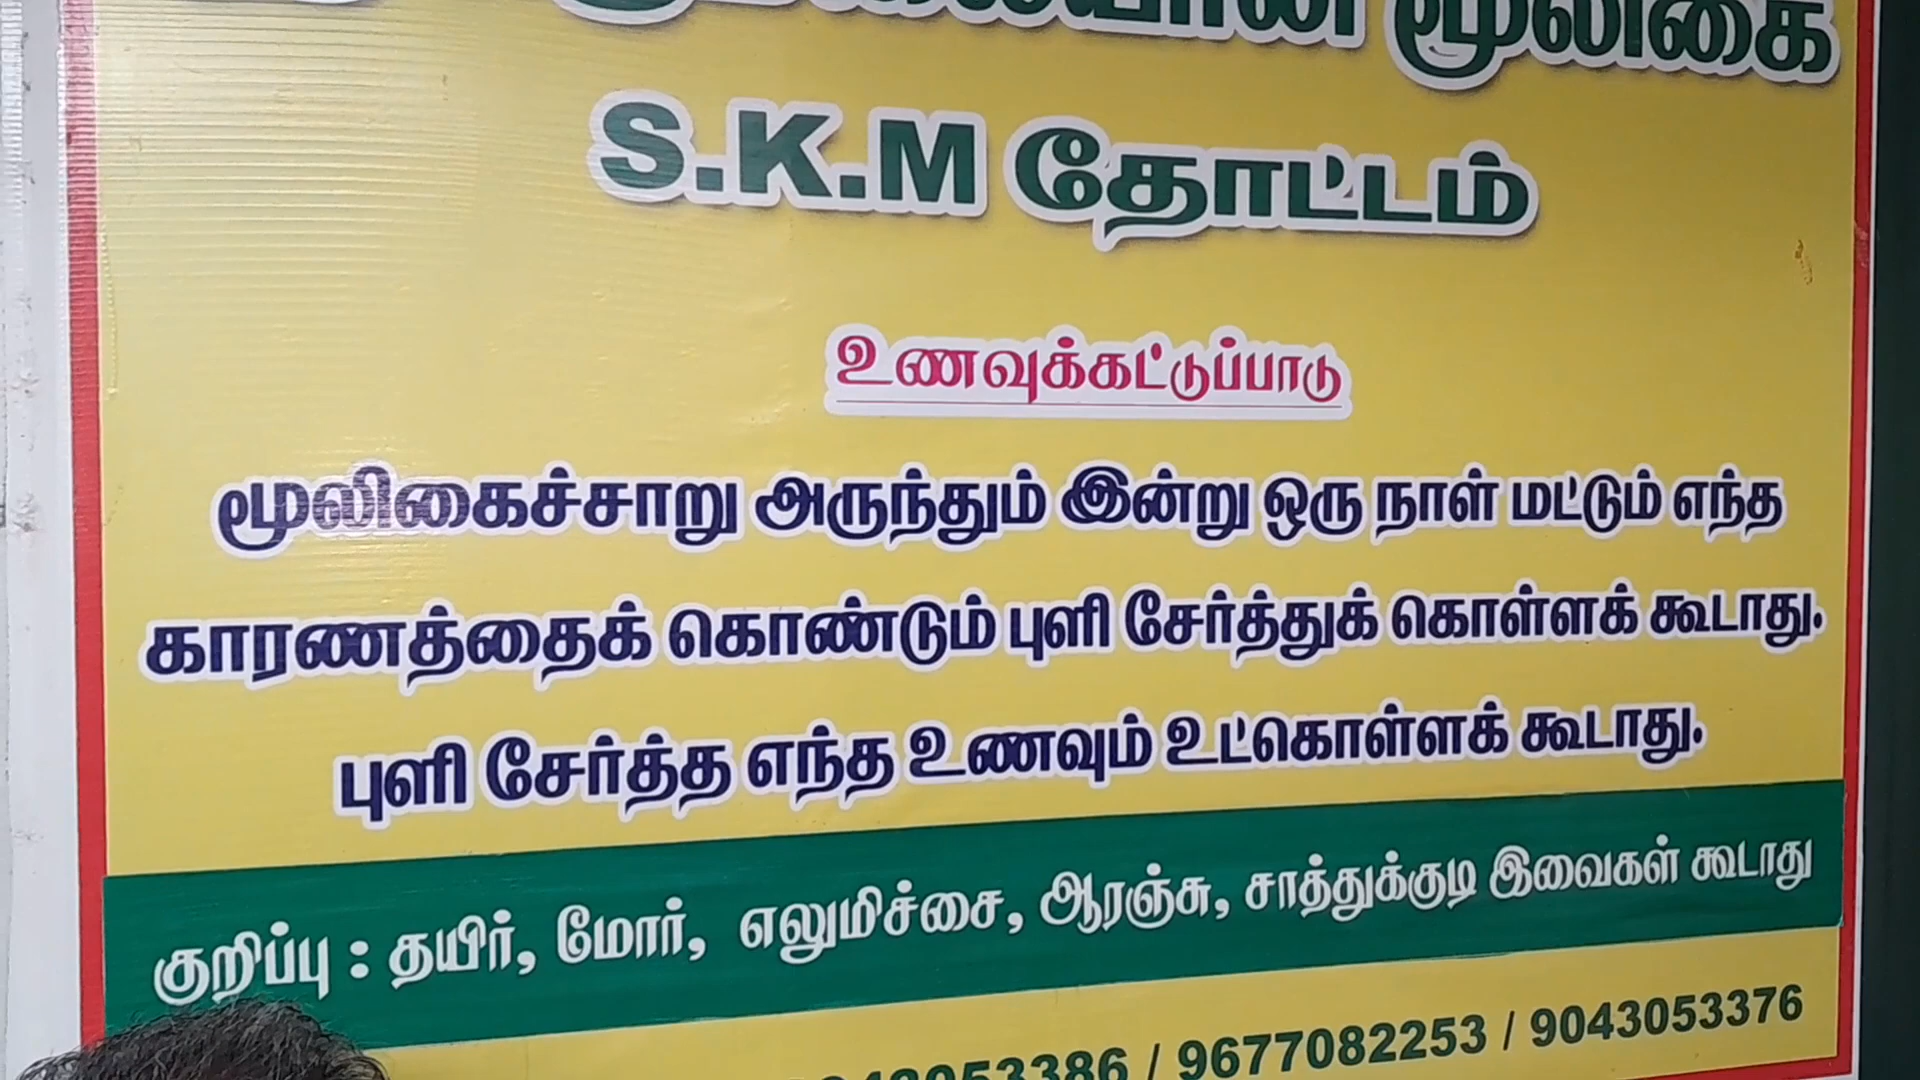 மூலிகை
S.K.M தோட்டம்
உணவுக்கட்டுப்பாடு
மூலிகைச்சாறு அருந்தும் இன்று ஒரு நாள் மட்டும் எந்த
காரணத்தைக் கொண்டும் புளி சேர்த்துக் கொள்ளக் கூடாது.
புளி சேர்த்த எந்த உணவும் உட்கொள்ளக் கூடாது.
குறிப்பு : தயிர், மோர், எலுமிச்சை, ஆரஞ்சு, சாத்துக்குடி இவைகள் கூடாது
/ 9677082253 / 9043053376